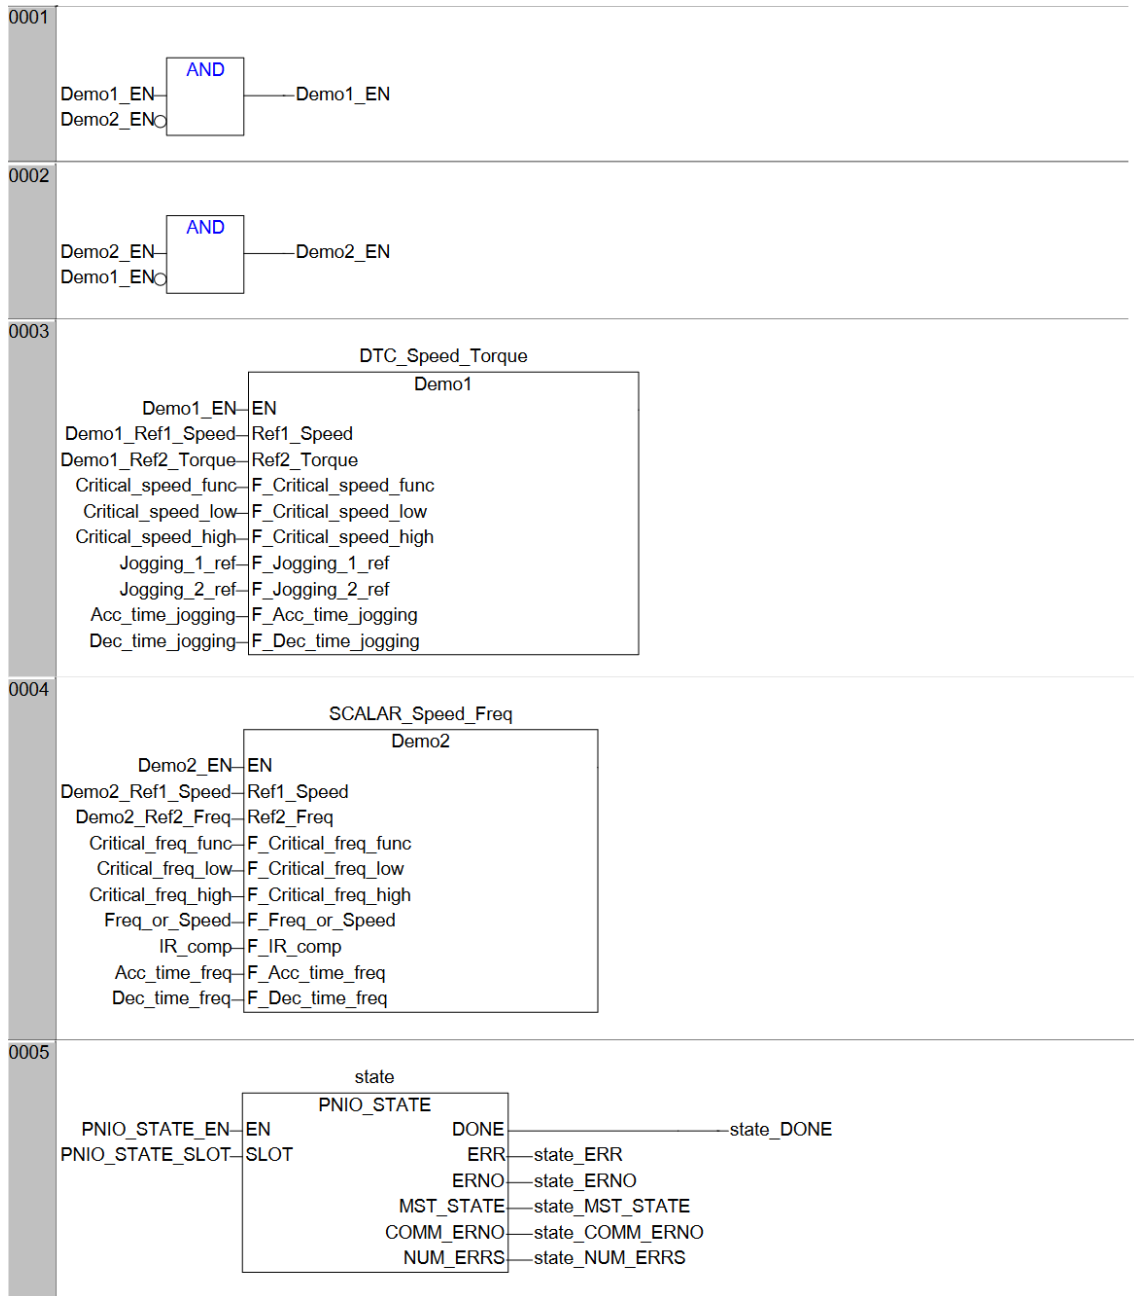 0001
AND
Demo1_EN Demo1_EN
Demo2_EN
0002
AND
Demo2_EN Demo2_EN
Demo1_EN
0003
DTC_Speed_Torque
Demo1
Demo1_EN EN
Demo1_Ref1_Speed Ref1_Speed
Demo1_Ref2_Torque Ref2_Torque
Critical_speed_func F_Critical_speed_func
Critical_speed_low F_Critical_speed_low
Critical_speed_high F_Critical_speed_high
Jogging_1_ref F_Jogging_1_ref
Jogging_2_ref F_Jogging_2_ref
Acc_time_jogging F_Acc_time_jogging
Dec_time_jogging F_Dec_time_jogging
0004
SCALAR_Speed_Freq
Demo2
Demo2_EN EN
Demo2_Ref1_Speed Ref1_Speed
Demo2_Ref2_Freq Ref2_Freq
Critical_freq_func F_Critical_freq_func
Critical_freq_low F_Critical_freq_low
Critical_freq_high F_Critical_freq_high
Freq_or_Speed F_Freq_or_Speed
IR_comp F_IR_comp
Acc_time_freq F_Acc_time_freq
Dec_time_freq F_Dec_time_freq
0005
state
PNIO_STATE
PNIO_STATE_EN EN DONE state_DONE
PNIO_STATE_SLOT SLOT ERR state_ERR
ERNO state_ERNO
MST_STATE state_MST_STATE
COMM_ERNO state_COMM_ERNO
NUM_ERRS state_NUM_ERRS